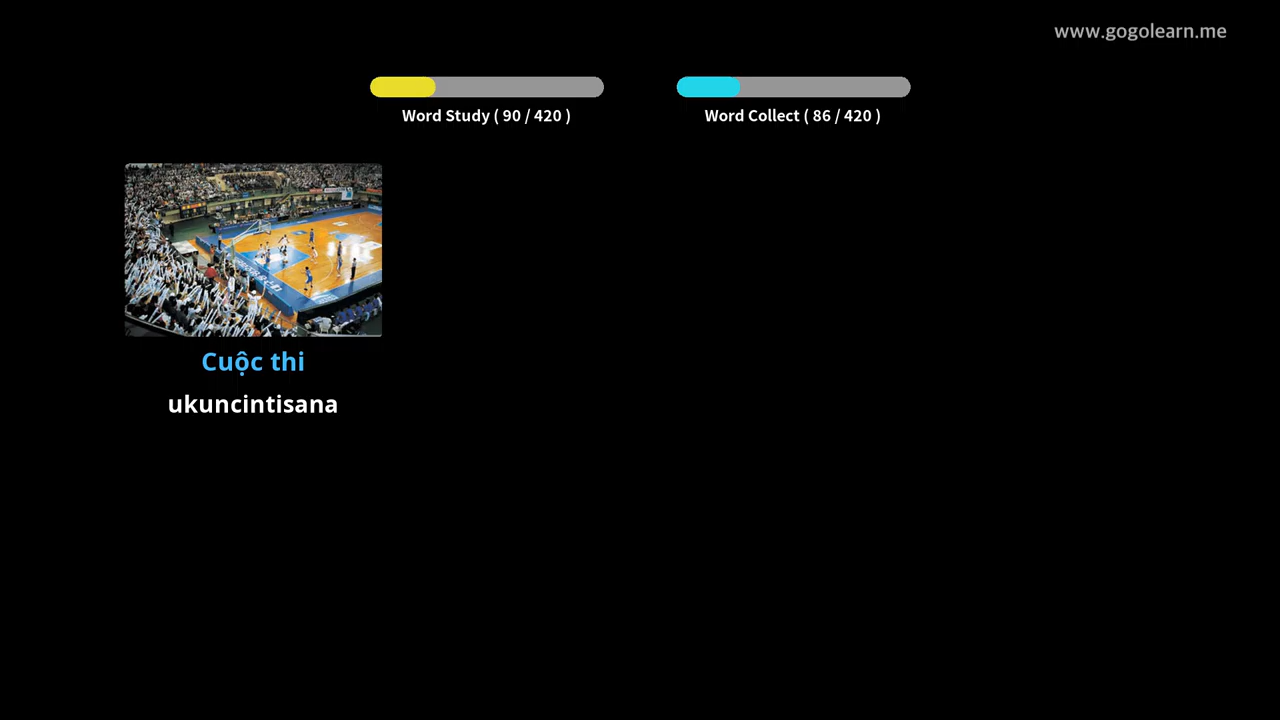 www.gogolearn.me
Word Study ( 90 / 420 )
Word Collect ( 86 / 420 )
Cuộc thi
ukuncintisana